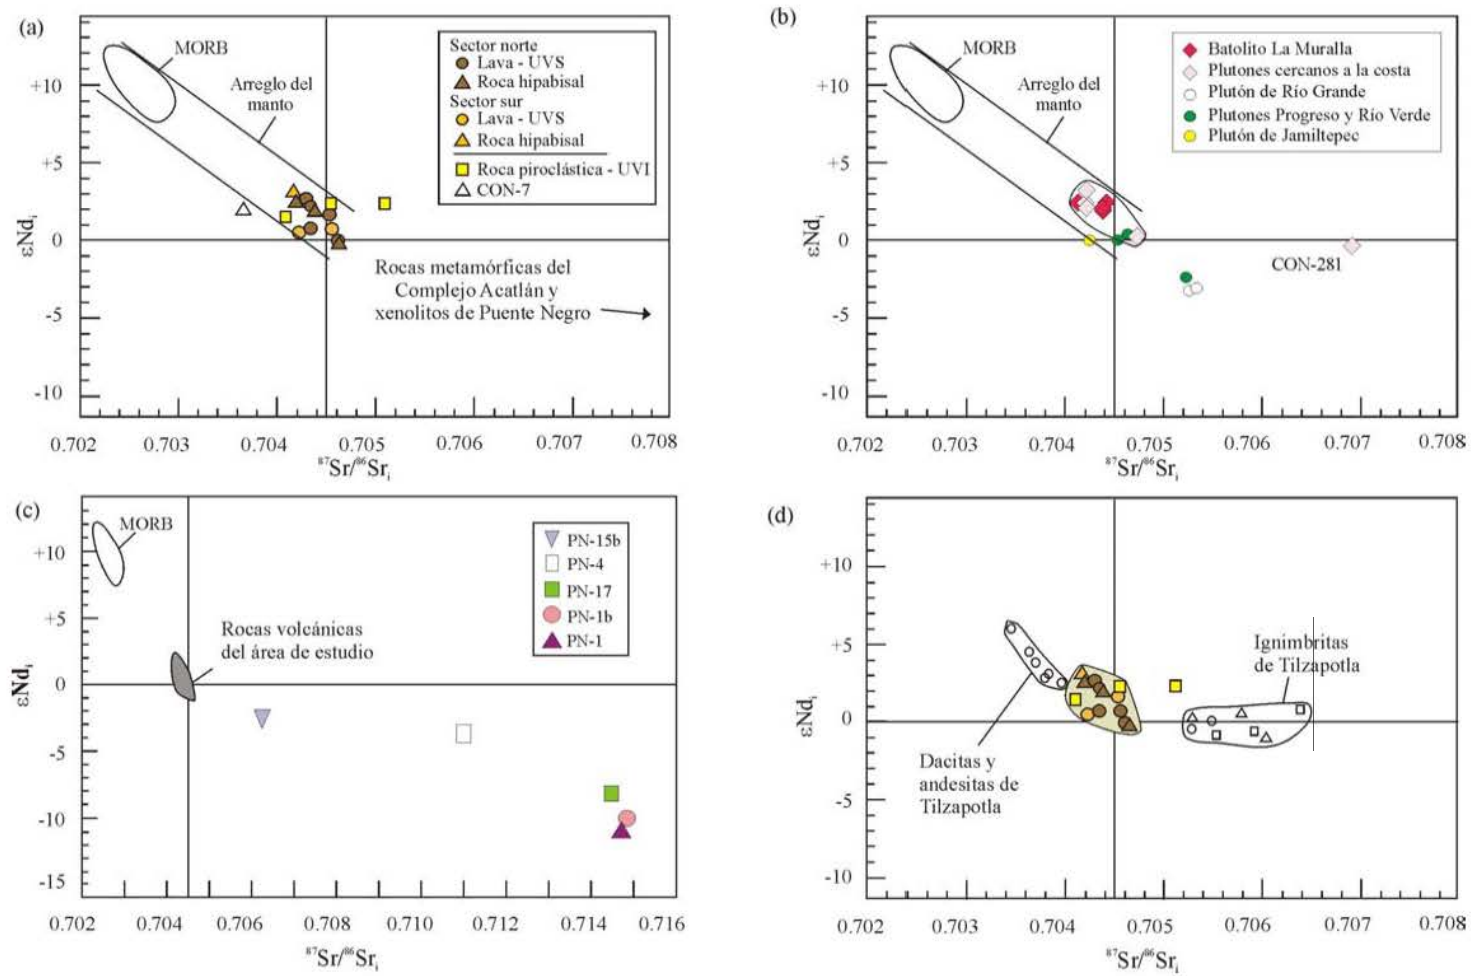 (a)
MORB
Arreglo del
manto
Sector norte
Lava - UVS
Roca hipabisal
Sector sur
Lava - UVS
Roca hipabisal
Roca piroclástica - UVI
CON-7
Rocas metamórficas del
Complejo Acatlán y
xenolitos de Puente Negro
+10
+5
0
-5
-10
εNdi
0.702 0.703 0.704 0.705 0.706 0.707 0.708
87Sr/86Sri
(b)
MORB
Arreglo del
manto
Batolito La Muralla
Plutones cercanos a la costa
Plutón de Río Grande
Plutones Progreso y Río Verde
Plutón de Jamiltepec
CON-281
+10
+5
0
-5
-10
εNdi
0.702 0.703 0.704 0.705 0.706 0.707 0.708
87Sr/86Sri
(c)
MORB
Rocas volcánicas
del área de estudio
PN-15b
PN-4
PN-17
PN-1b
PN-1
+10
+5
0
-5
-10
-15
εNdi
0.702 0.704 0.706 0.708 0.710 0.712 0.714 0.716
87Sr/86Sri
(d)
Ignimbritas
de Tilzapotla
Dacitas y
andesitas de
Tilzapotla
+10
+5
0
-5
-10
εNdi
0.702 0.703 0.704 0.705 0.706 0.707 0.708
87Sr/86Sri